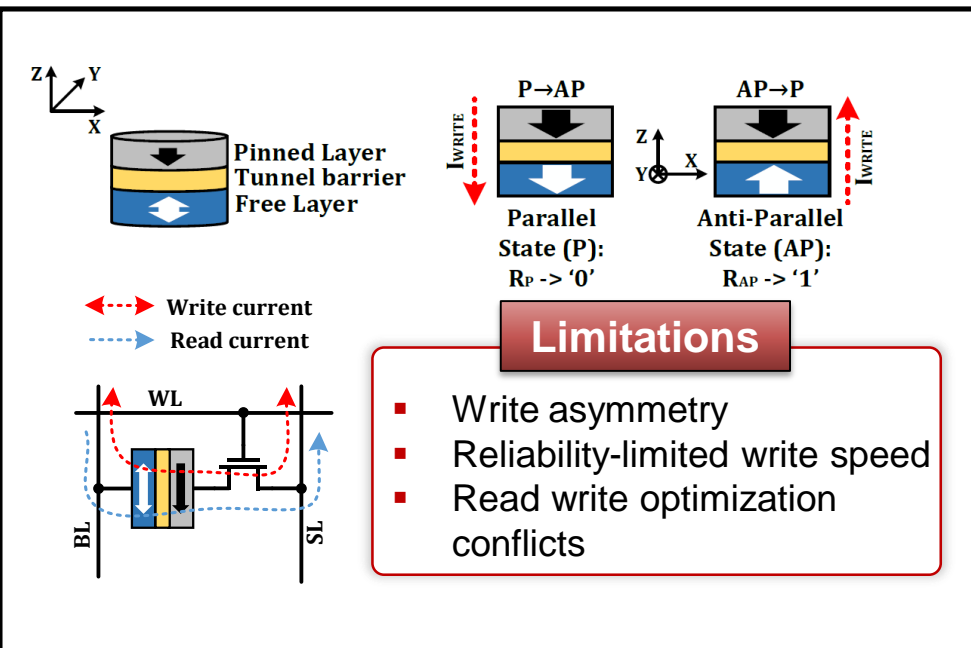 Z
Y
X
Pinned Layer
Tunnel barrier
Free Layer
P→AP
IWRITE
Parallel
State (P):
RP -> ‘0’
Z
X
Y
AP→P
IWRITE
Anti-Parallel
State (AP):
RAP -> ‘1’
Write current
Read current
WL
BL
SL
Limitations
▪ Write asymmetry
▪ Reliability-limited write speed
▪ Read write optimization
conflicts